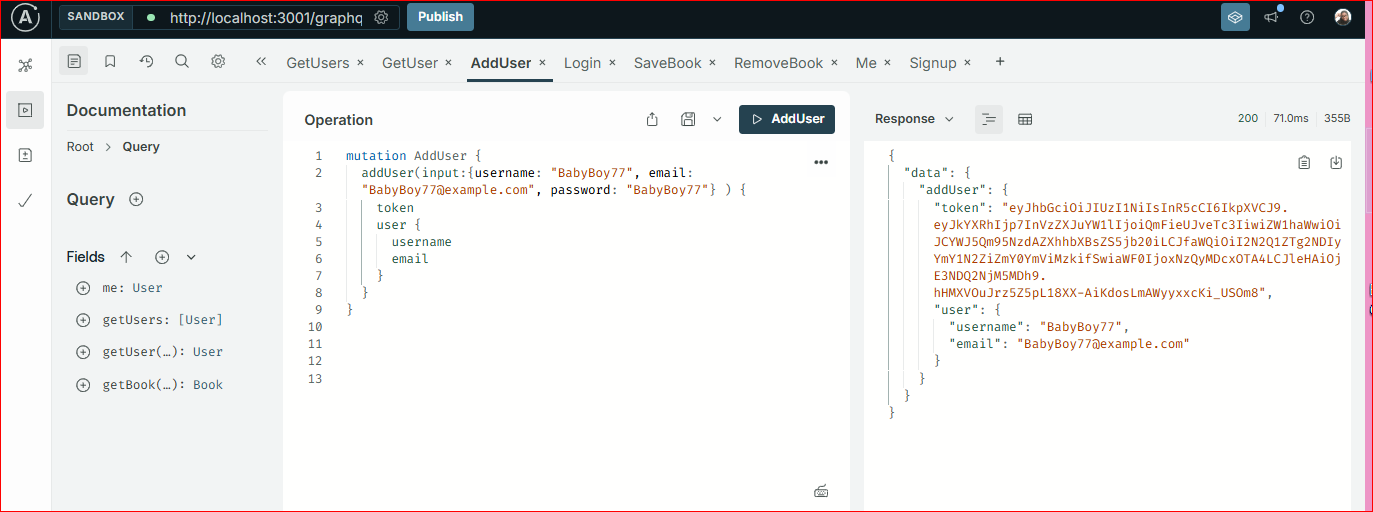 SANDBOX
http://localhost:3001/graphq
Publish
GetUsers ×
GetUser ×
AddUser ×
Login ×
SaveBook ×
RemoveBook ×
Me ×
Signup ×
Documentation
Root > Query
Query
Fields
me: User
getUsers: [User]
getUser(…): User
getBook(…): Book
Operation
AddUser
1 mutation AddUser {
2 addUser(input:{username: "BabyBoy77", email:
"BabyBoy77@example.com", password: "BabyBoy77"} ) {
3 token
4 user {
5 username
6 email
7 }
8 }
9 }
10
11
12
13
Response
200
71.0ms
355B
{
"data": {
"addUser": {
"token": "eyJhbGciOiJIUzI1NiIsInR5cCI6IkpXVCJ9.
eyJkYXRhIjp7InVzZXJuYW1lIjoiQmFieUJveTc3IiwiZW1haWwiOi
JCYWJ5Qm95NzdAZXhhbXBsZS5jb20iLCJfaWQiOiI2N2Q1ZTg2NDIy
YmY1N2ZiZmY0YmViMzkifSwiaWF0IjoxNzQyMDcxOTA4LCJleHAiOj
E3NDQ2NjM5MDh9.
hHMXVOuJrz5Z5pL18XX-AiKdosLmAWyyxxcKi_USOm8",
"user": {
"username": "BabyBoy77",
"email": "BabyBoy77@example.com"
}
}
}
}